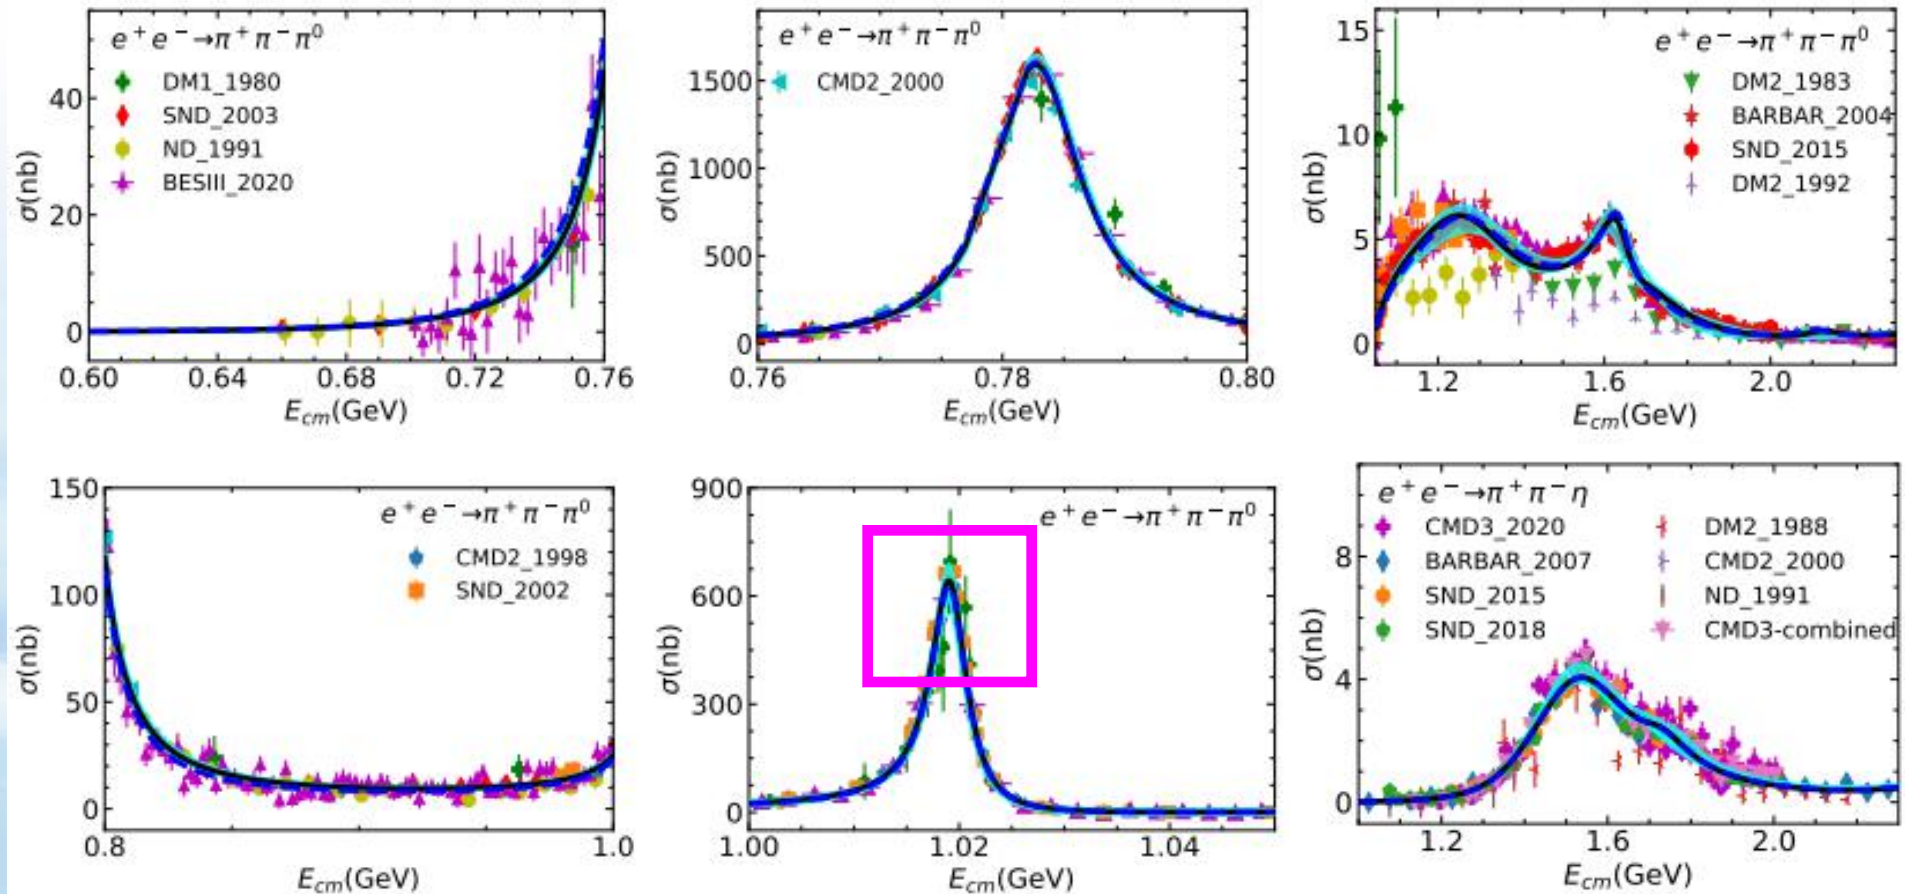 e⁺e⁻→π⁺π⁻π⁰
DM1_1980
SND_2003
ND_1991
BESIII_2020
40
20
0
σ(nb)
0.60 0.64 0.68 0.72 0.76
E_cm(GeV)
e⁺e⁻→π⁺π⁻π⁰
CMD2_2000
1500
1000
500
0
σ(nb)
0.76 0.78 0.80
E_cm(GeV)
e⁺e⁻→π⁺π⁻π⁰
DM2_1983
BARBAR_2004
SND_2015
DM2_1992
15
10
5
0
σ(nb)
1.2 1.6 2.0
E_cm(GeV)
e⁺e⁻→π⁺π⁻π⁰
CMD2_1998
SND_2002
150
100
50
0
σ(nb)
0.8 1.0
E_cm(GeV)
e⁺e⁻→π⁺π⁻π⁰
900
600
300
0
σ(nb)
1.00 1.02 1.04
E_cm(GeV)
e⁺e⁻→π⁺π⁻η
CMD3_2020 DM2_1988
BARBAR_2007 CMD2_2000
SND_2015 ND_1991
SND_2018 CMD3-combined
8
4
0
σ(nb)
1.2 1.6 2.0
E_cm(GeV)